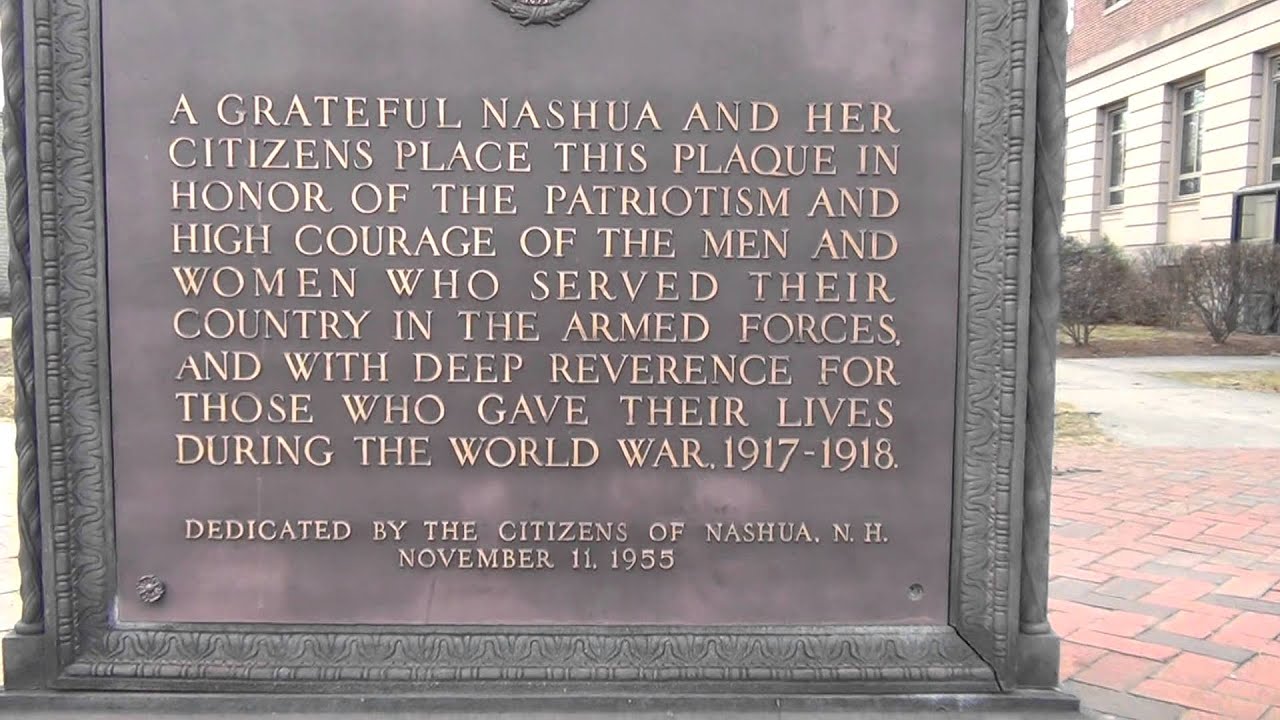 A GRATEFUL NASHUA AND HER
CITIZENS PLACE THIS PLAQUE IN
HONOR OF THE PATRIOTISM AND
HIGH COURAGE OF THE MEN AND
WOMEN WHO SERVED THEIR
COUNTRY IN THE ARMED FORCES,
AND WITH DEEP REVERENCE FOR
THOSE WHO GAVE THEIR LIVES
DURING THE WORLD WAR, 1917-1918.
DEDICATED BY THE CITIZENS OF NASHUA, N. H.
NOVEMBER 11, 1955